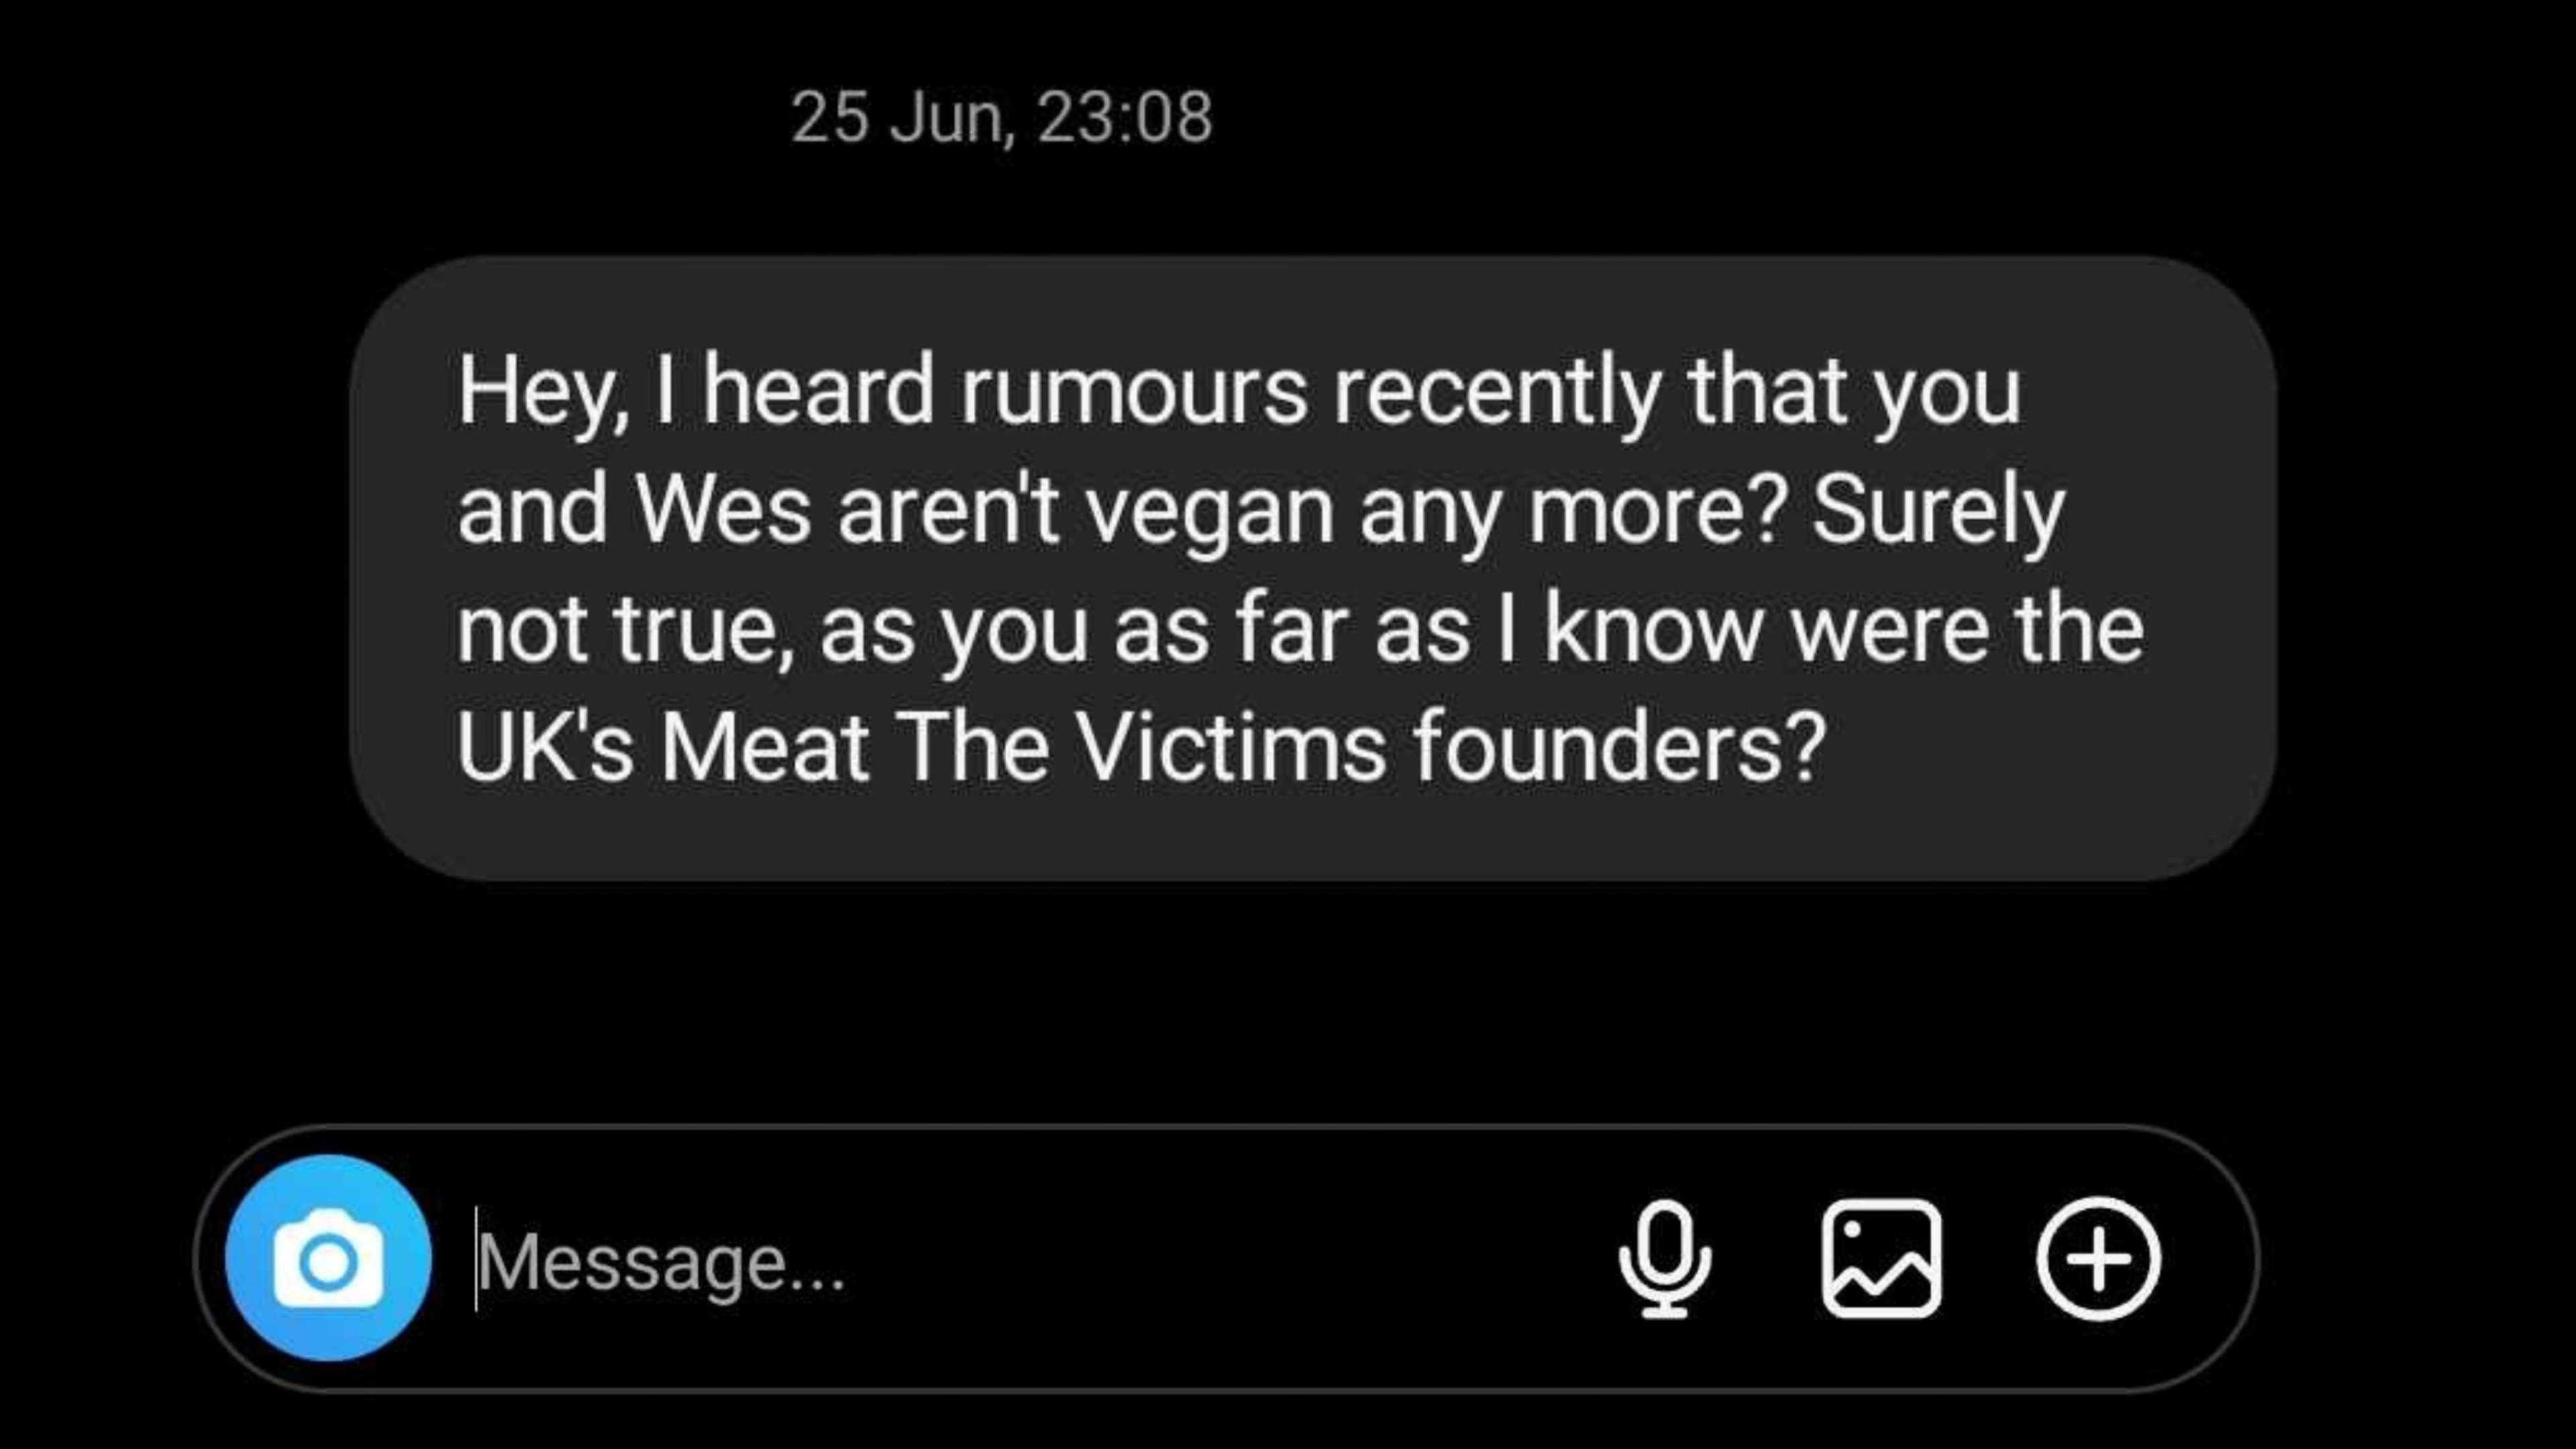 25 Jun, 23:08
Hey, I heard rumours recently that you
and Wes aren't vegan any more? Surely
not true, as you as far as I know were the
UK's Meat The Victims founders?
Message...